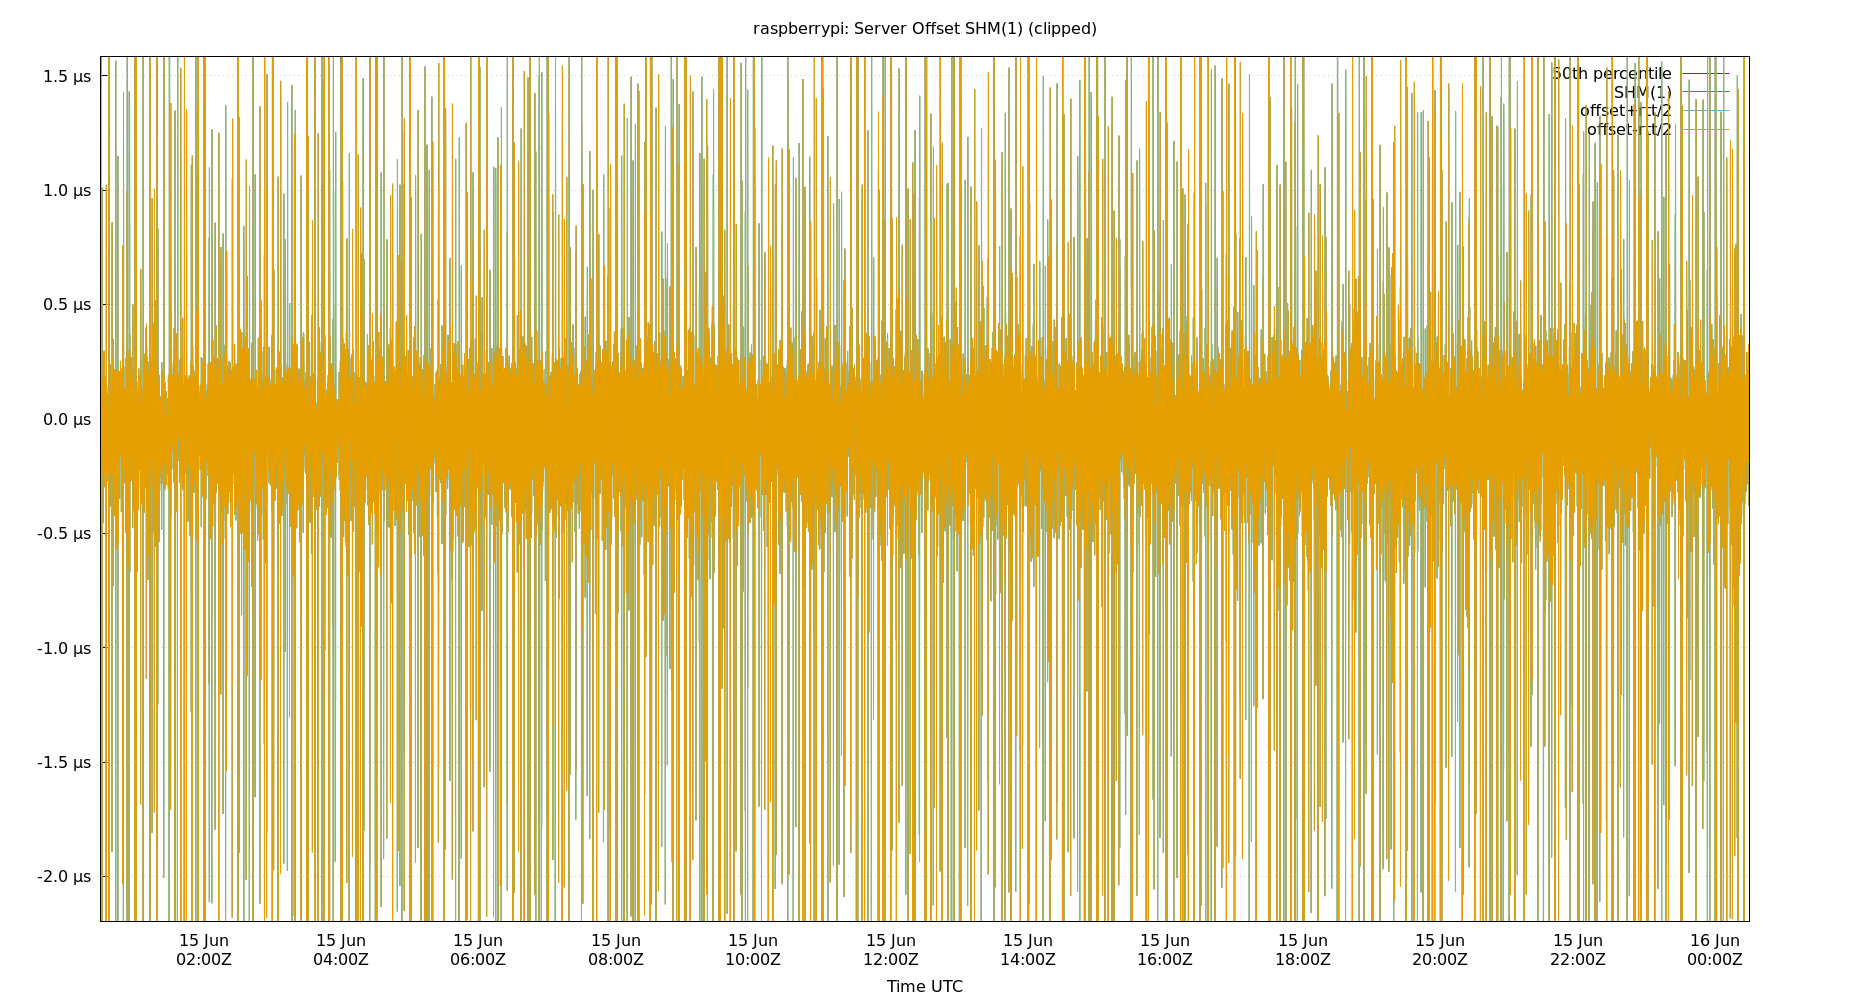 raspberrypi: Server Offset SHM(1) (clipped)
1.5 µs
1.0 µs
0.5 µs
0.0 µs
-0.5 µs
-1.0 µs
-1.5 µs
-2.0 µs
50th percentile
SHM(1)
offset+rtt/2
offset-rtt/2
15 Jun 15 Jun 15 Jun 15 Jun 15 Jun 15 Jun 15 Jun 15 Jun 15 Jun 15 Jun 15 Jun 16 Jun
02:00Z 04:00Z 06:00Z 08:00Z 10:00Z 12:00Z 14:00Z 16:00Z 18:00Z 20:00Z 22:00Z 00:00Z
Time UTC